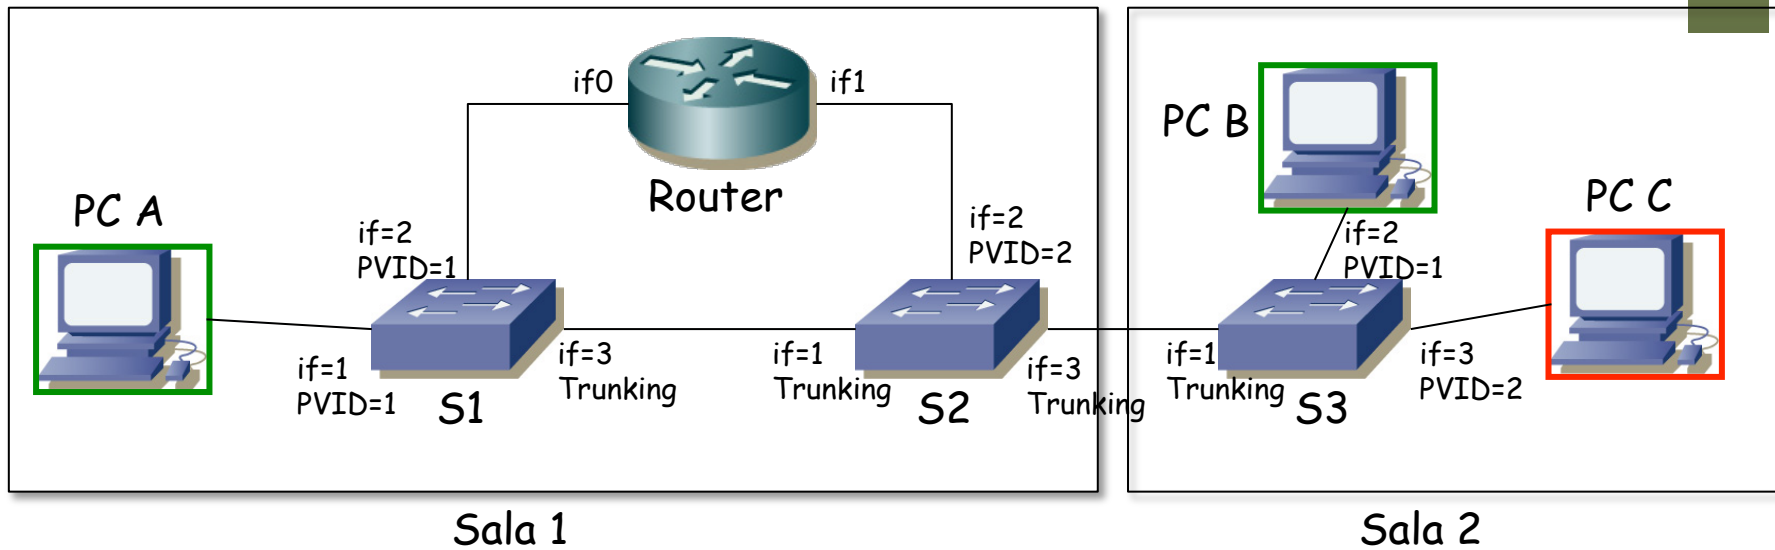 if0
if1
Router
PC A
if=2
PVID=1
if=1
PVID=1
S1
if=3
Trunking
if=2
PVID=2
if=1
Trunking
S2
if=3
Trunking
Sala 1
PC B
PC C
if=2
PVID=1
if=1
Trunking
S3
if=3
PVID=2
Sala 2